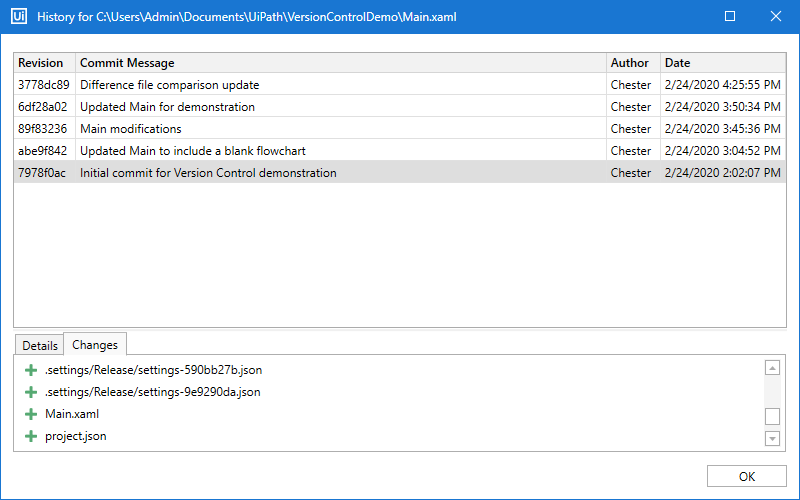 Ui History for C:\Users\Admin\Documents\UiPath\VersionControlDemo\Main.xaml
Revision Commit Message Author Date
3778dc89 Difference file comparison update Chester 2/24/2020 4:25:55 PM
6df28a02 Updated Main for demonstration Chester 2/24/2020 3:50:34 PM
89f83236 Main modifications Chester 2/24/2020 3:45:36 PM
abe9f842 Updated Main to include a blank flowchart Chester 2/24/2020 3:04:52 PM
7978f0ac Initial commit for Version Control demonstration Chester 2/24/2020 2:02:07 PM
Details Changes
.settings/Release/settings-590bb27b.json
.settings/Release/settings-9e9290da.json
Main.xaml
project.json
OK